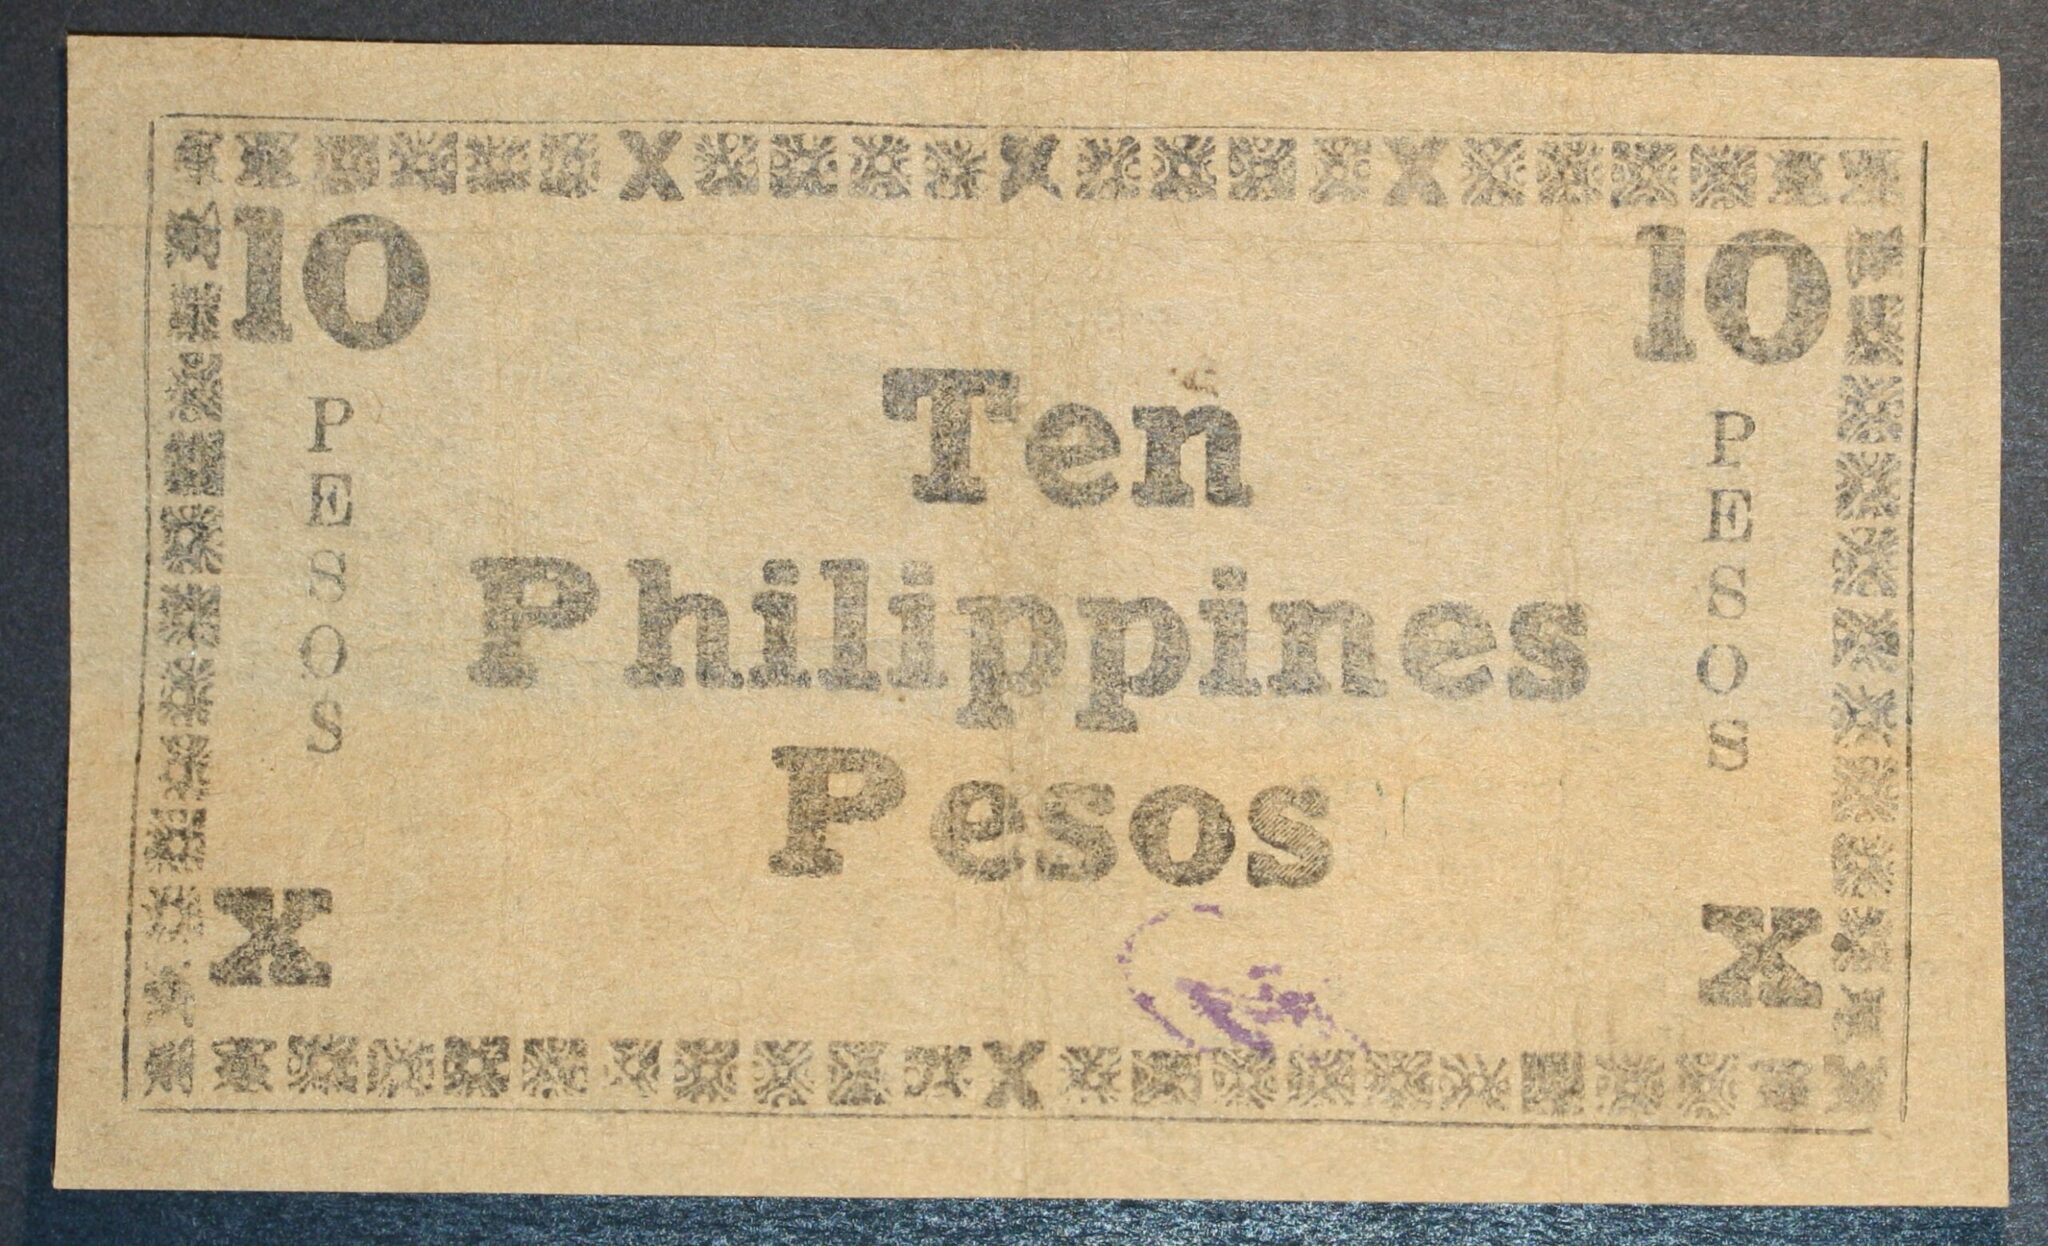 10 10
Ten
Philippines
Pesos
PESOS
PESOS
X X